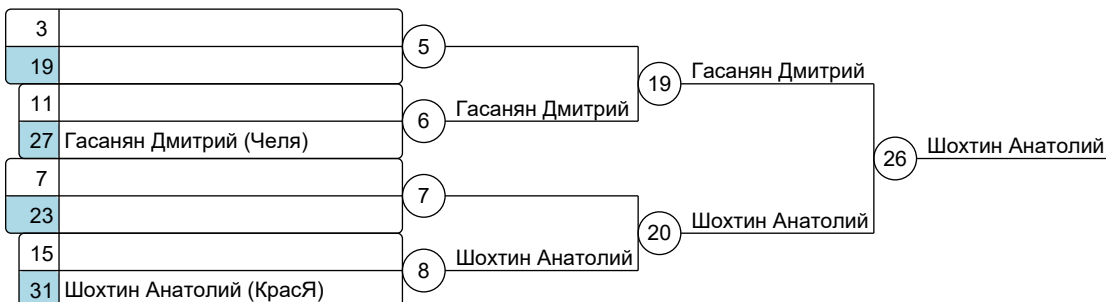 3
5
19
19 Гасанян Дмитрий
11
6 Гасанян Дмитрий
27 Гасанян Дмитрий (Челя)
26 Шохтин Анатолий
7
7
23
20 Шохтин Анатолий
15
8 Шохтин Анатолий
31 Шохтин Анатолий (КрасЯ)